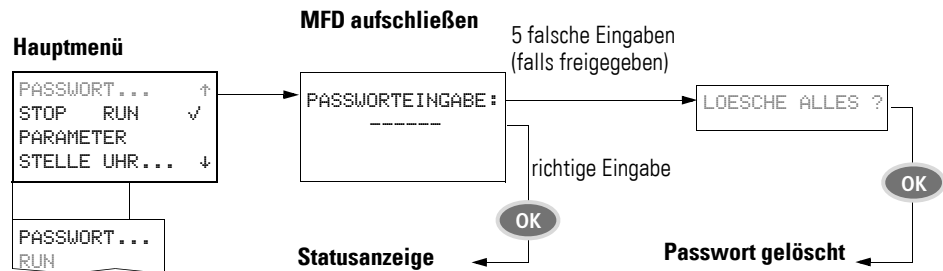 MFD aufschließen
Hauptmenü
5 falsche Eingaben
(falls freigegeben)
PASSWORT... ↑
STOP RUN √
PARAMETER
STELLE UHR... ↓
PASSWORTEINGABE:
------
LOESCHE ALLES ?
richtige Eingabe
OK
OK
PASSWORT...
RUN
Statusanzeige
Passwort gelöscht